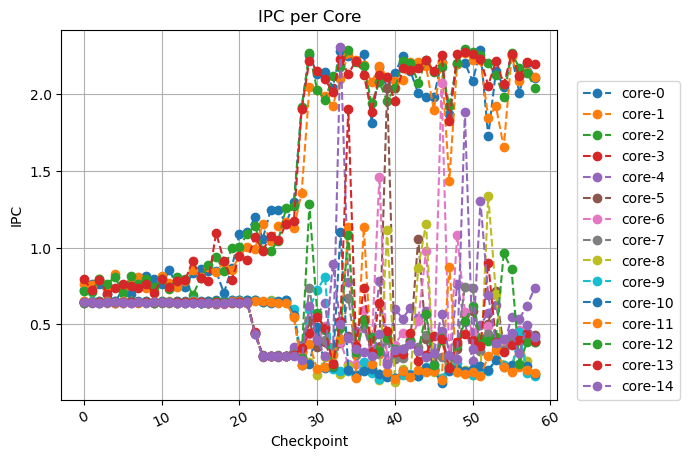 IPC per Core
IPC
2.0
1.5
1.0
0.5
0
10
20
30
40
50
60
Checkpoint
core-0
core-1
core-2
core-3
core-4
core-5
core-6
core-7
core-8
core-9
core-10
core-11
core-12
core-13
core-14